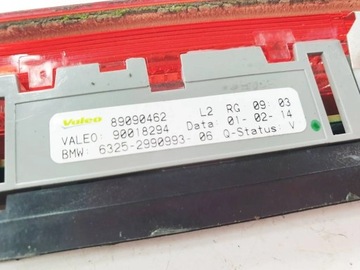 Valeo 89090462 L2 RG 09:03
VALEO: 90018294 Data 01-02-14
BMW: 6325-2990993-06 Q-Status: V